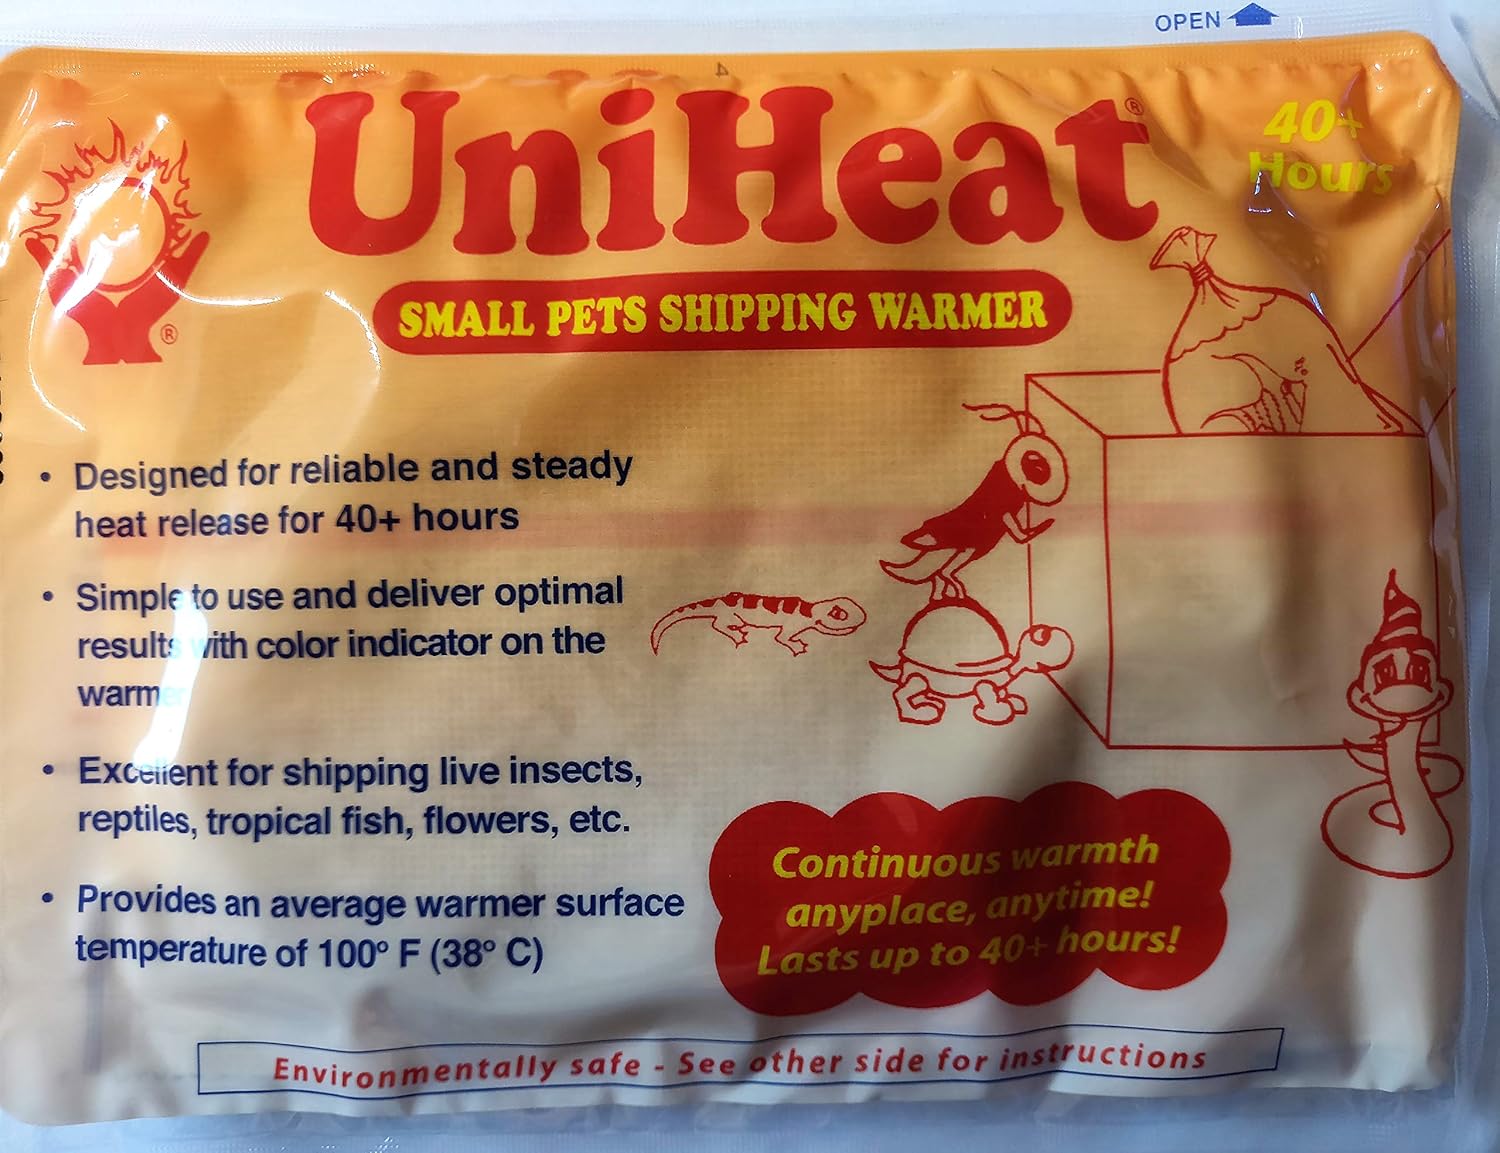 OPEN
UniHeat®
40+
Hours
®
SMALL PETS SHIPPING WARMER
• Designed for reliable and steady
heat release for 40+ hours
• Simple to use and deliver optimal
results with color indicator on the
warmer
• Excellent for shipping live insects,
reptiles, tropical fish, flowers, etc.
• Provides an average warmer surface
temperature of 100° F (38° C)
Continuous warmth
anyplace, anytime!
Lasts up to 40+ hours!
Environmentally safe - See other side for instructions